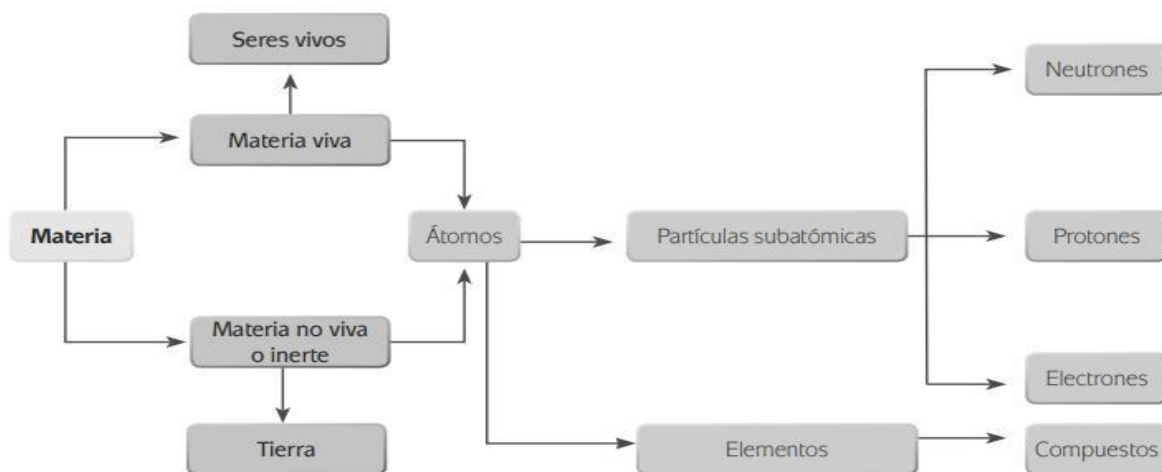 Seres vivos
Neutrones
Materia viva
Materia
Átomos
Partículas subatómicas
Protones
Materia no viva
o inerte
Electrones
Tierra
Elementos
Compuestos